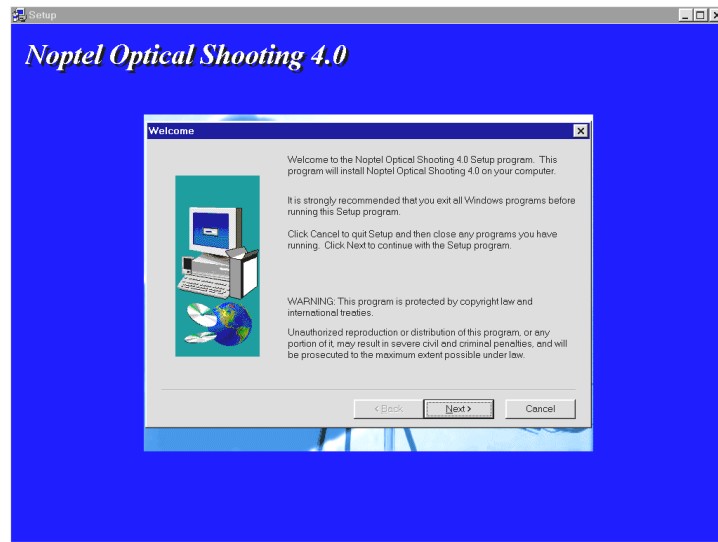 Setup
Noptel Optical Shooting 4.0
Welcome
Welcome to the Noptel Optical Shooting 4.0 Setup program. This
program will install Noptel Optical Shooting 4.0 on your computer.
It is strongly recommended that you exit all Windows programs before
running this Setup program.
Click Cancel to quit Setup and then close any programs you have
running. Click Next to continue with the Setup program.
WARNING: This program is protected by copyright law and
international treaties.
Unauthorized reproduction or distribution of this program, or any
portion of it, may result in severe civil and criminal penalties, and will
be prosecuted to the maximum extent possible under law.
< Back Next > Cancel